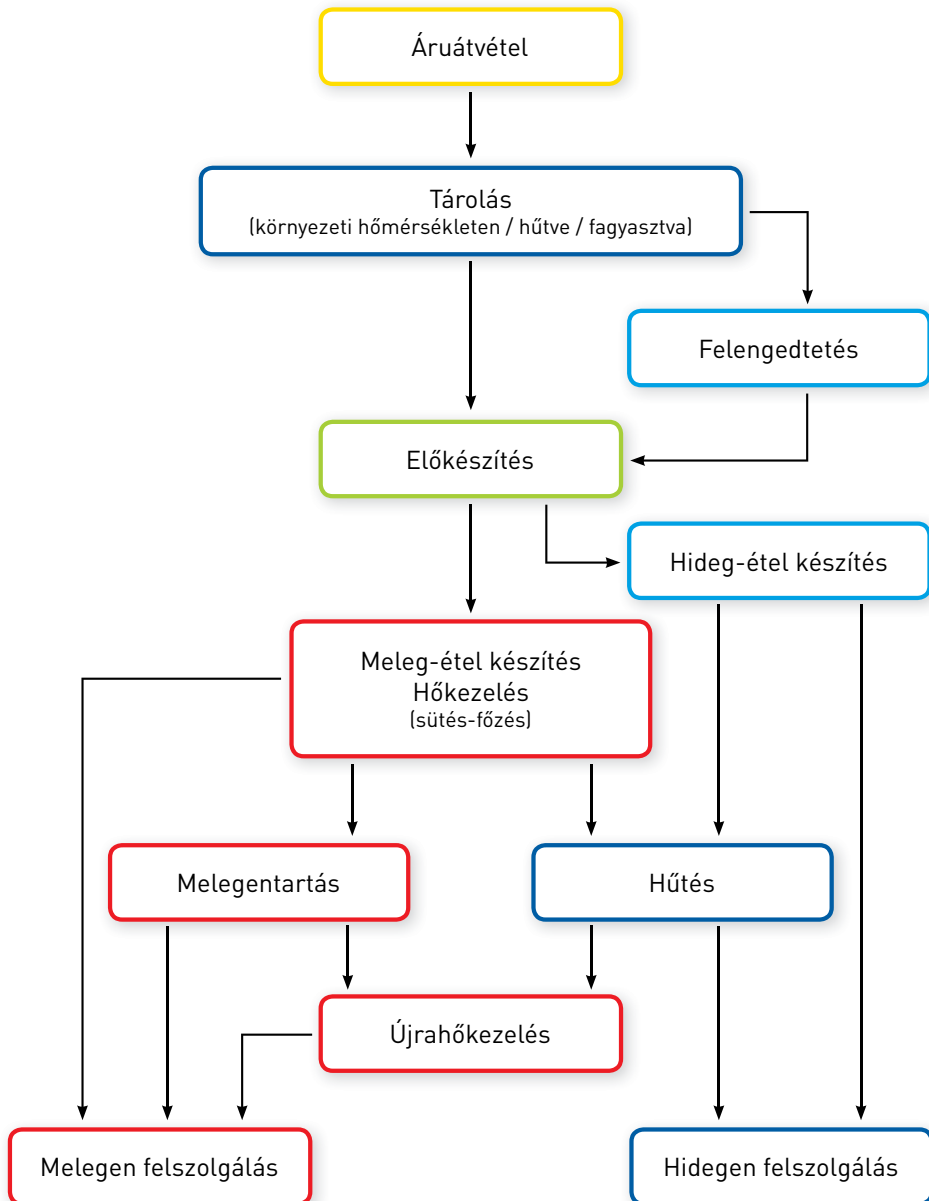 Áruátvétel
Tárolás
(környezeti hőmérsékleten / hűtve / fagyasztva)
Felengedtetés
Előkészítés
Hideg-étel készítés
Meleg-étel készítés
Hőkezelés
(sütés-főzés)
Melegentartás
Hűtés
Újrahőkezelés
Melegen felszolgálás
Hidegen felszolgálás